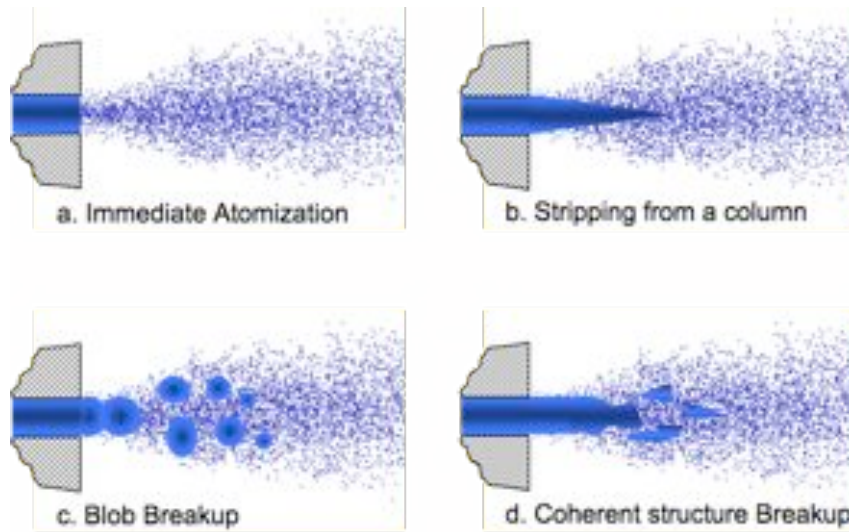 a. Immediate Atomization
b. Stripping from a column
c. Blob Breakup
d. Coherent structure Breakup